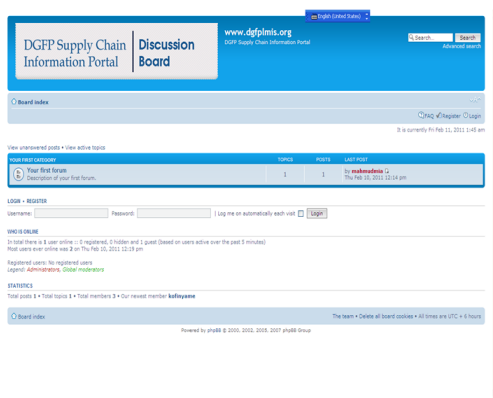 English (United States)
DGFP Supply Chain
Information Portal
Discussion
Board
www.dgfplmis.org
DGFP Supply Chain Information Portal
Search…
Search
Advanced search
Board index
FAQ Register Login
It is currently Fri Feb 11, 2011 1:45 am
View unanswered posts • View active topics
YOUR FIRST CATEGORY TOPICS POSTS LAST POST
Your first forum
Description of your first forum.
1 1
by mahmudmia
Thu Feb 10, 2011 12:14 pm
LOGIN • REGISTER
Username: Password: | Log me on automatically each visit Login
WHO IS ONLINE
In total there is 1 user online :: 0 registered, 0 hidden and 1 guest (based on users active over the past 5 minutes)
Most users ever online was 2 on Thu Feb 10, 2011 12:19 pm
Registered users: No registered users
Legend: Administrators, Global moderators
STATISTICS
Total posts 1 • Total topics 1 • Total members 3 • Our newest member kofinyame
Board index
The team • Delete all board cookies • All times are UTC + 6 hours
Powered by phpBB © 2000, 2002, 2005, 2007 phpBB Group